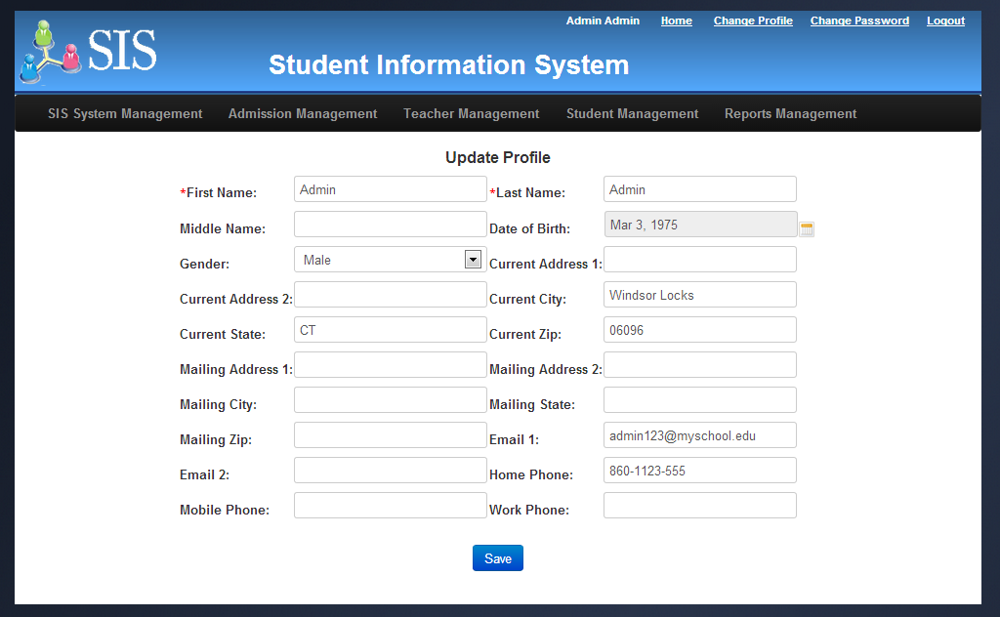 Admin Admin Home Change Profile Change Password Logout
SIS
Student Information System
SIS System Management Admission Management Teacher Management Student Management Reports Management
Update Profile
*First Name: Admin *Last Name: Admin
Middle Name: Date of Birth: Mar 3, 1975
Gender: Male Current Address 1:
Current Address 2: Current City: Windsor Locks
Current State: CT Current Zip: 06096
Mailing Address 1: Mailing Address 2:
Mailing City: Mailing State:
Mailing Zip: Email 1: admin123@myschool.edu
Email 2: Home Phone: 860-1123-555
Mobile Phone: Work Phone:
Save